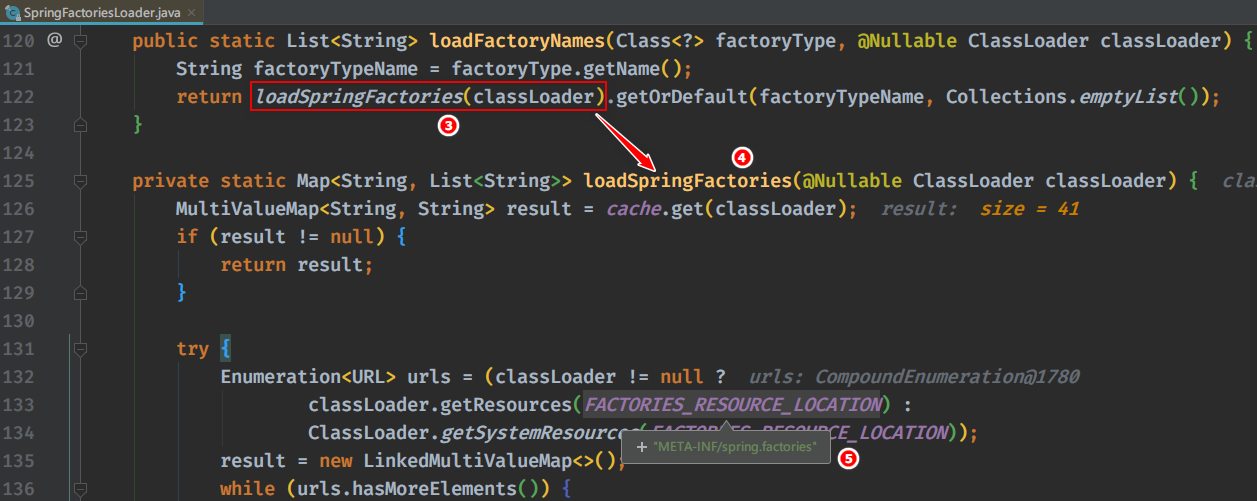 SpringFactoriesLoader.java ×
120 @ public static List<String> loadFactoryNames(Class<?> factoryType, @Nullable ClassLoader classLoader) {
121 String factoryTypeName = factoryType.getName();
122 return loadSpringFactories(classLoader).getOrDefault(factoryTypeName, Collections.emptyList());
3
123 }
124
4
125 private static Map<String, List<String>> loadSpringFactories(@Nullable ClassLoader classLoader) { cla
126 MultiValueMap<String, String> result = cache.get(classLoader); result: size = 41
127 if (result != null) {
128 return result;
129 }
130
131 try {
132 Enumeration<URL> urls = (classLoader != null ? urls: CompoundEnumeration@1780
133 classLoader.getResources(FACTORIES_RESOURCE_LOCATION) :
134 ClassLoader.getSystemResources(FACTORIES_RESOURCE_LOCATION));
+ "META-INF/spring.factories"
5
135 result = new LinkedMultiValueMap<>();
136 while (urls.hasMoreElements()) {